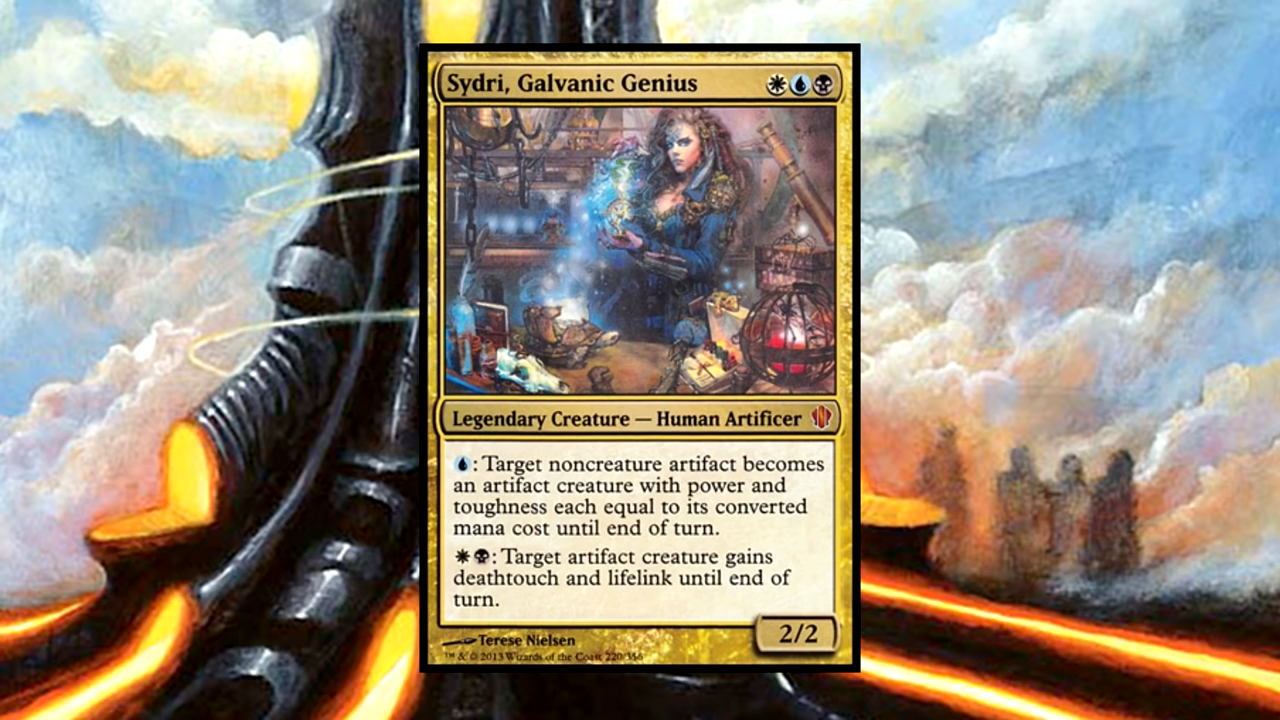 Sydri, Galvanic Genius
Legendary Creature — Human Artificer
: Target noncreature artifact becomes
an artifact creature with power and
toughness each equal to its converted
mana cost until end of turn.
: Target artifact creature gains
deathtouch and lifelink until end of
turn.
2/2
Terese Nielsen
™ & © 2013 Wizards of the Coast 220/356